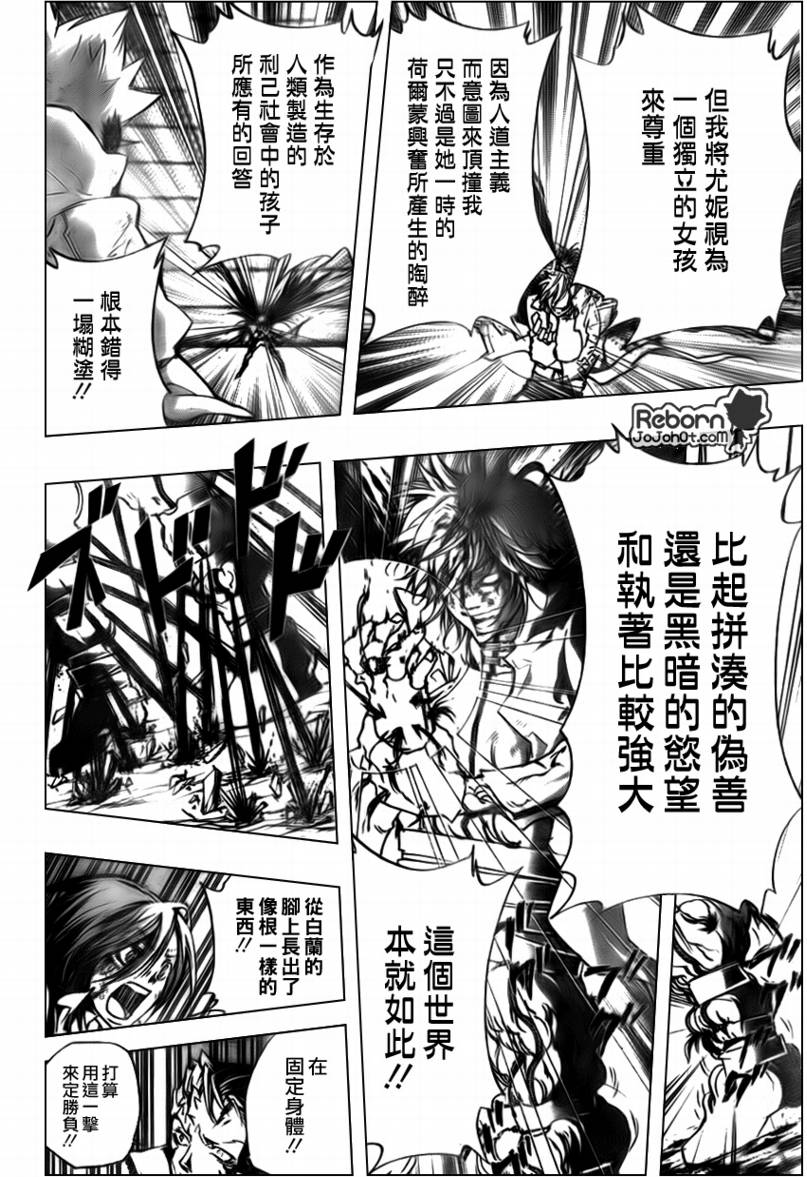 但我將尤妮視為
一個獨立的女孩
來尊重
因為人道主義
而意圖來頂撞我
只不過是她一時的
荷爾蒙興奮所產生的陶醉
作為生存於
人類製造的
利己社會中的孩子
所應有的回答
根本錯得
一塌糊塗!!
Reborn
JoJoHOt.coM
比起拼湊的偽善
還是黑暗的慾望
和執著比較強大
ズドドド
這個世界
本就如此!!
從白蘭的
腳上長出了
像根一樣的
東西!!
在
固定身體!!
打算
用這一擊
來定勝負!!